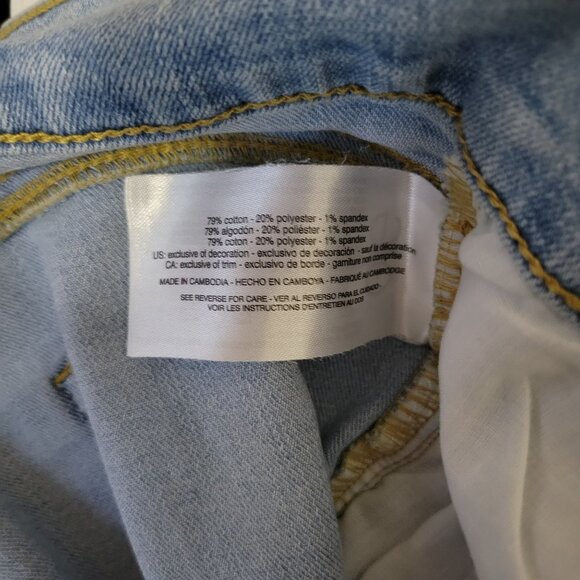 79% cotton - 20% polyester - 1% spandex
79% algodón - 20% poliéster - 1% spandex
79% coton - 20% polyester - 1% spandex
US: exclusive of decoration - exclusivo de decoración - sauf la décoration
CA: exclusive of trim - exclusivo de borde - garniture non comprise
MADE IN CAMBODIA - HECHO EN CAMBOYA - FABRIQUÉ AU CAMBODGE
SEE REVERSE FOR CARE - VER AL REVERSO PARA EL CUIDADO -
VOIR LES INSTRUCTIONS D'ENTRETIEN AU DOS